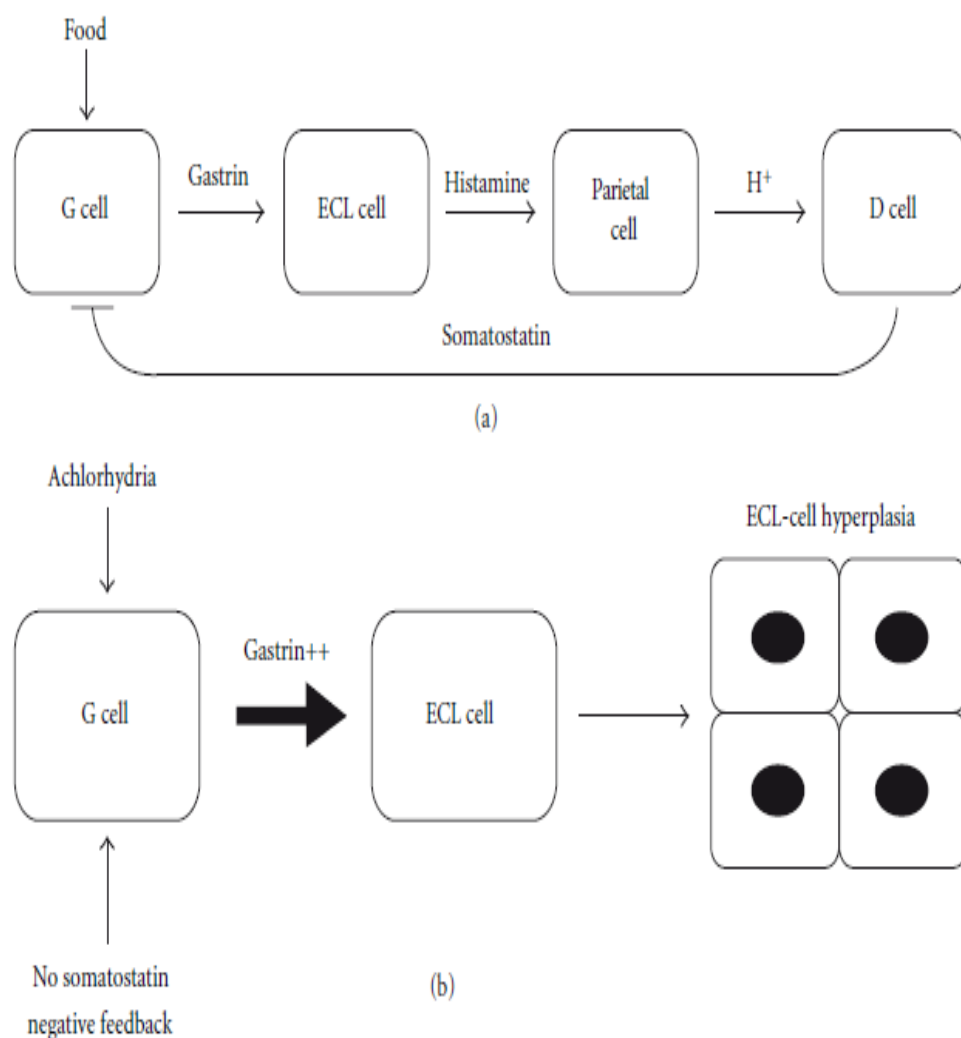 Food
G cell
Gastrin
ECL cell
Histamine
Parietal
cell
H⁺
D cell
Somatostatin
(a)
Achlorhydria
ECL-cell hyperplasia
G cell
Gastrin++
ECL cell
No somatostatin
negative feedback
(b)